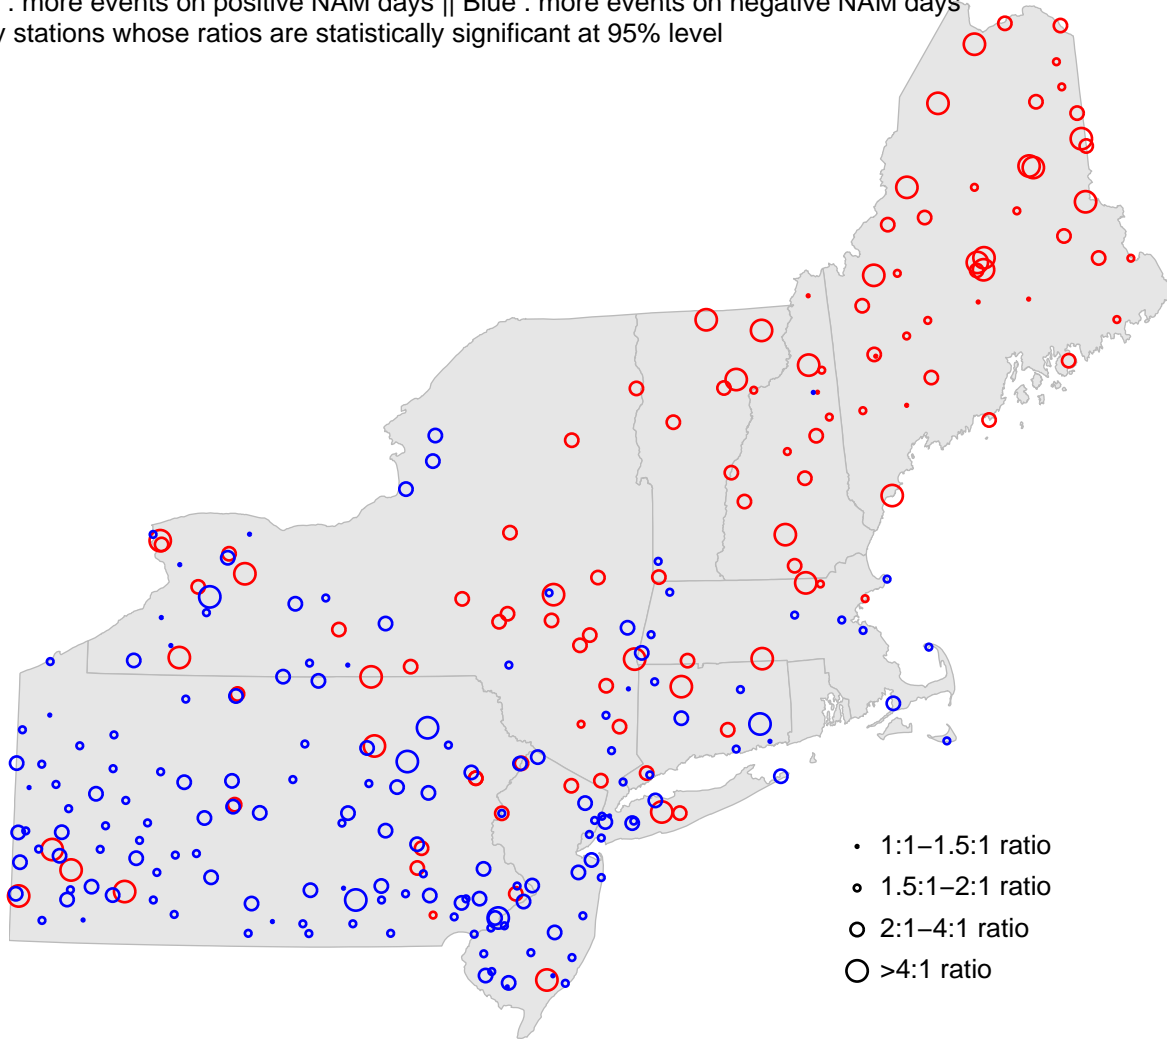 : more events on positive NAM days || Blue : more events on negative NAM days
stations whose ratios are statistically significant at 95% level
1:1−1.5:1 ratio
1.5:1−2:1 ratio
2:1−4:1 ratio
>4:1 ratio